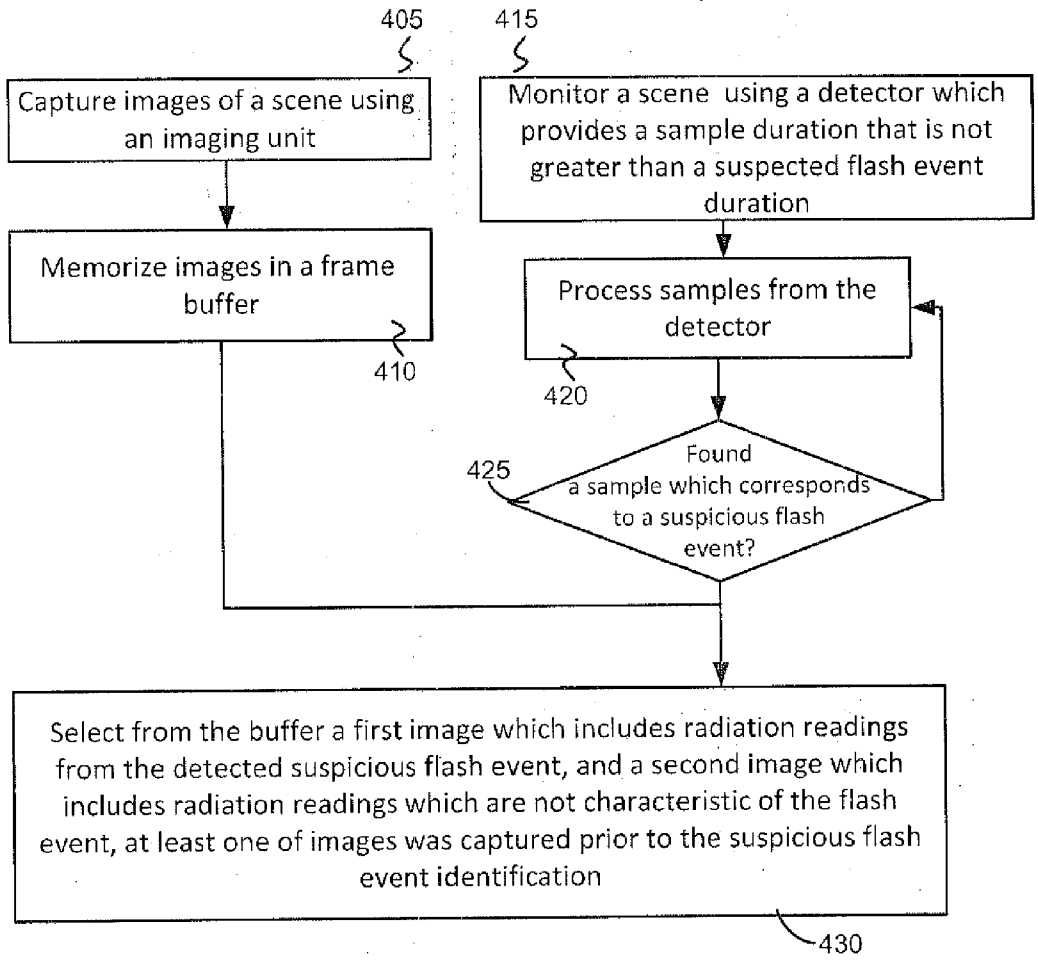 405
Capture images of a scene using
an imaging unit
Memorize images in a frame
buffer
410
415
Monitor a scene using a detector which
provides a sample duration that is not
greater than a suspected flash event
duration
Process samples from the
detector
420
425
Found
a sample which corresponds
to a suspicious flash
event?
Select from the buffer a first image which includes radiation readings
from the detected suspicious flash event, and a second image which
includes radiation readings which are not characteristic of the flash
event, at least one of images was captured prior to the suspicious flash
event identification
430